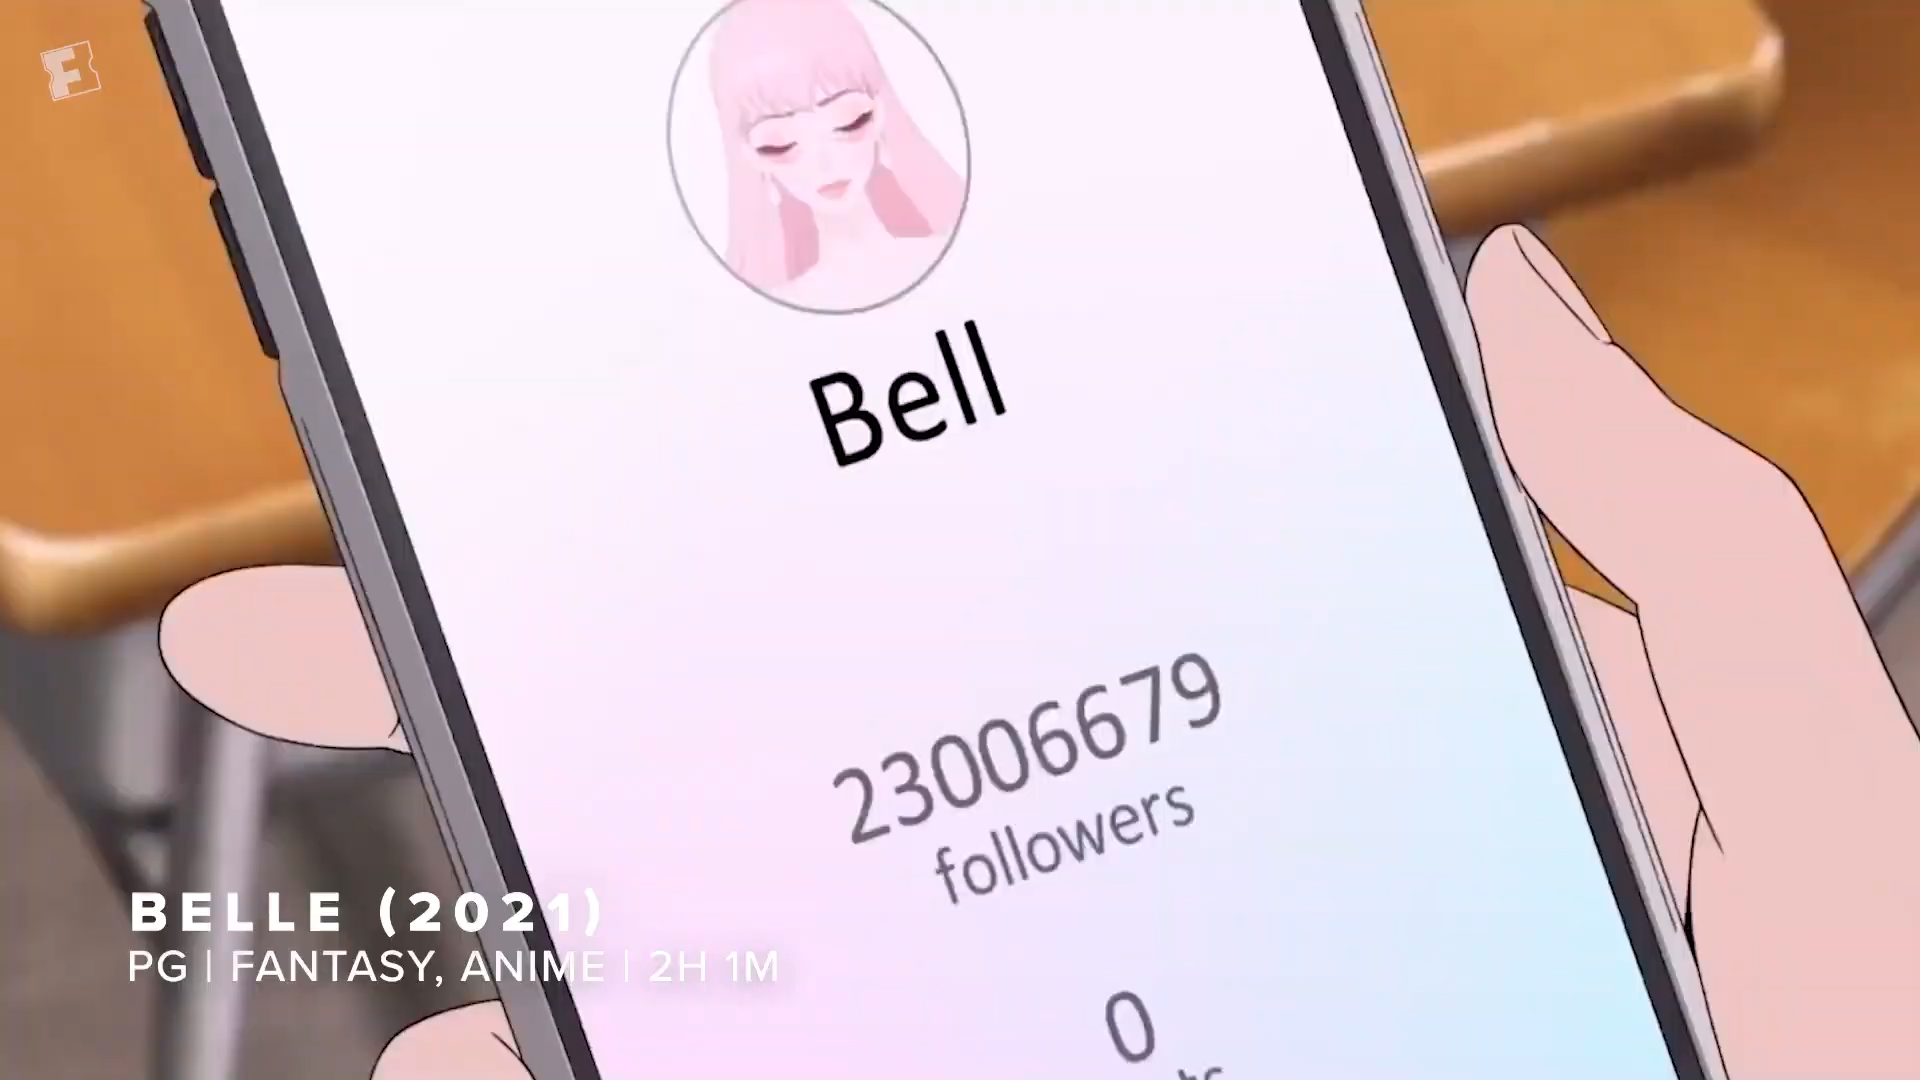 F
Bell
23006679
followers
0
BELLE (2021)
PG | FANTASY, ANIME | 2H 1M